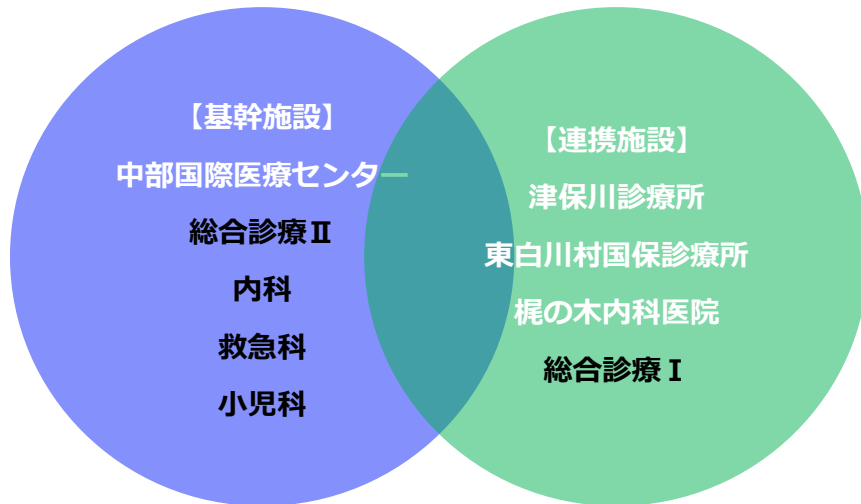 【基幹施設】
中部国際医療センター
総合診療Ⅱ
内科
救急科
小児科
【連携施設】
津保川診療所
東白川村国保診療所
梶の木内科医院
総合診療Ⅰ